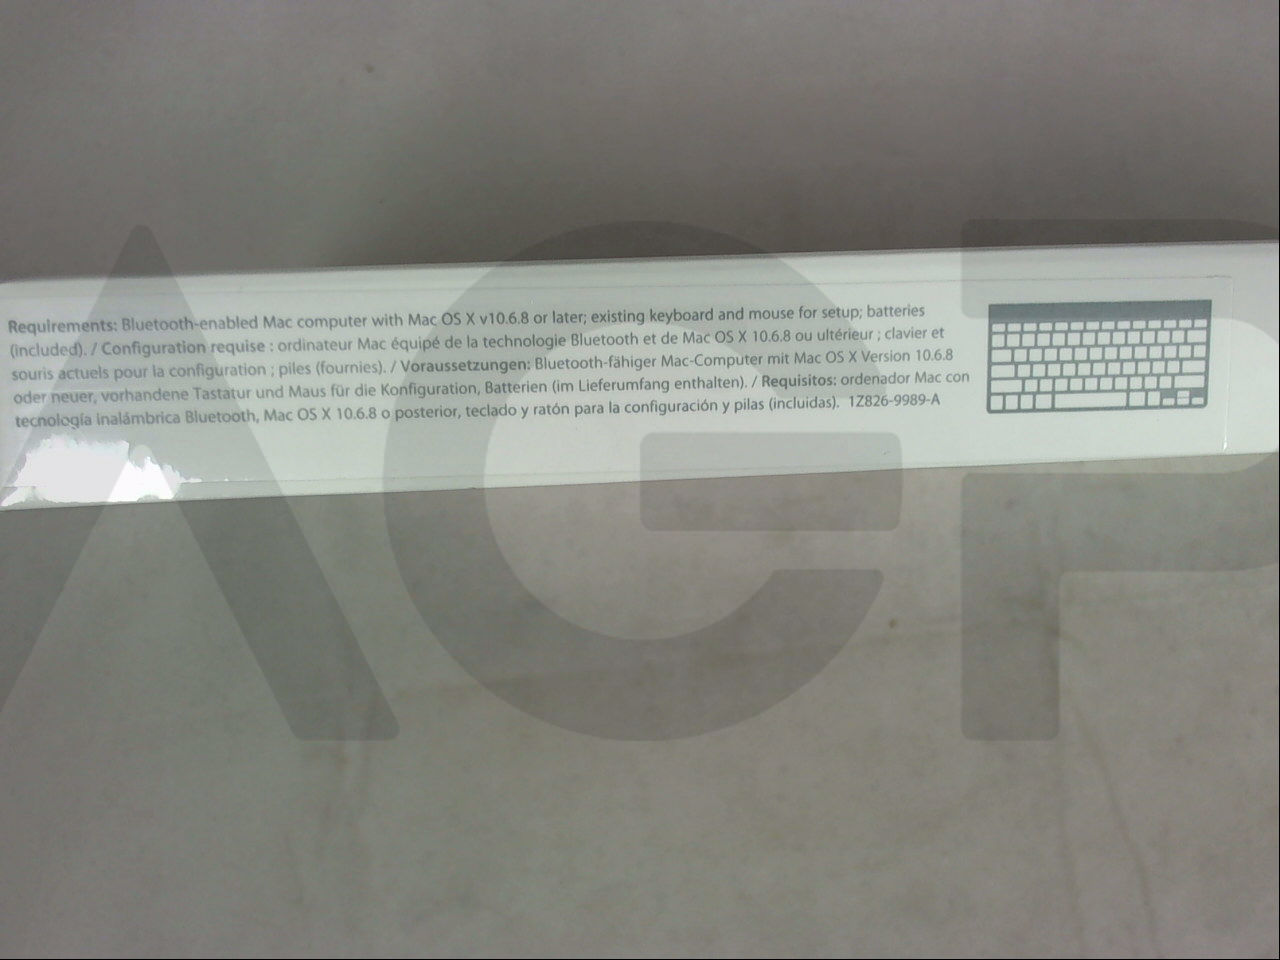 Requirements: Bluetooth-enabled Mac computer with Mac OS X v10.6.8 or later; existing keyboard and mouse for setup; batteries
(included). / Configuration requise : ordinateur Mac équipé de la technologie Bluetooth et de Mac OS X 10.6.8 ou ultérieur ; clavier et
souris actuels pour la configuration ; piles (fournies). / Voraussetzungen: Bluetooth-fähiger Mac-Computer mit Mac OS X Version 10.6.8
oder neuer, vorhandene Tastatur und Maus für die Konfiguration, Batterien (im Lieferumfang enthalten). / Requisitos: ordenador Mac con
tecnología inalámbrica Bluetooth, Mac OS X 10.6.8 o posterior, teclado y ratón para la configuración y pilas (incluidas). 1Z826-9989-A
AGP